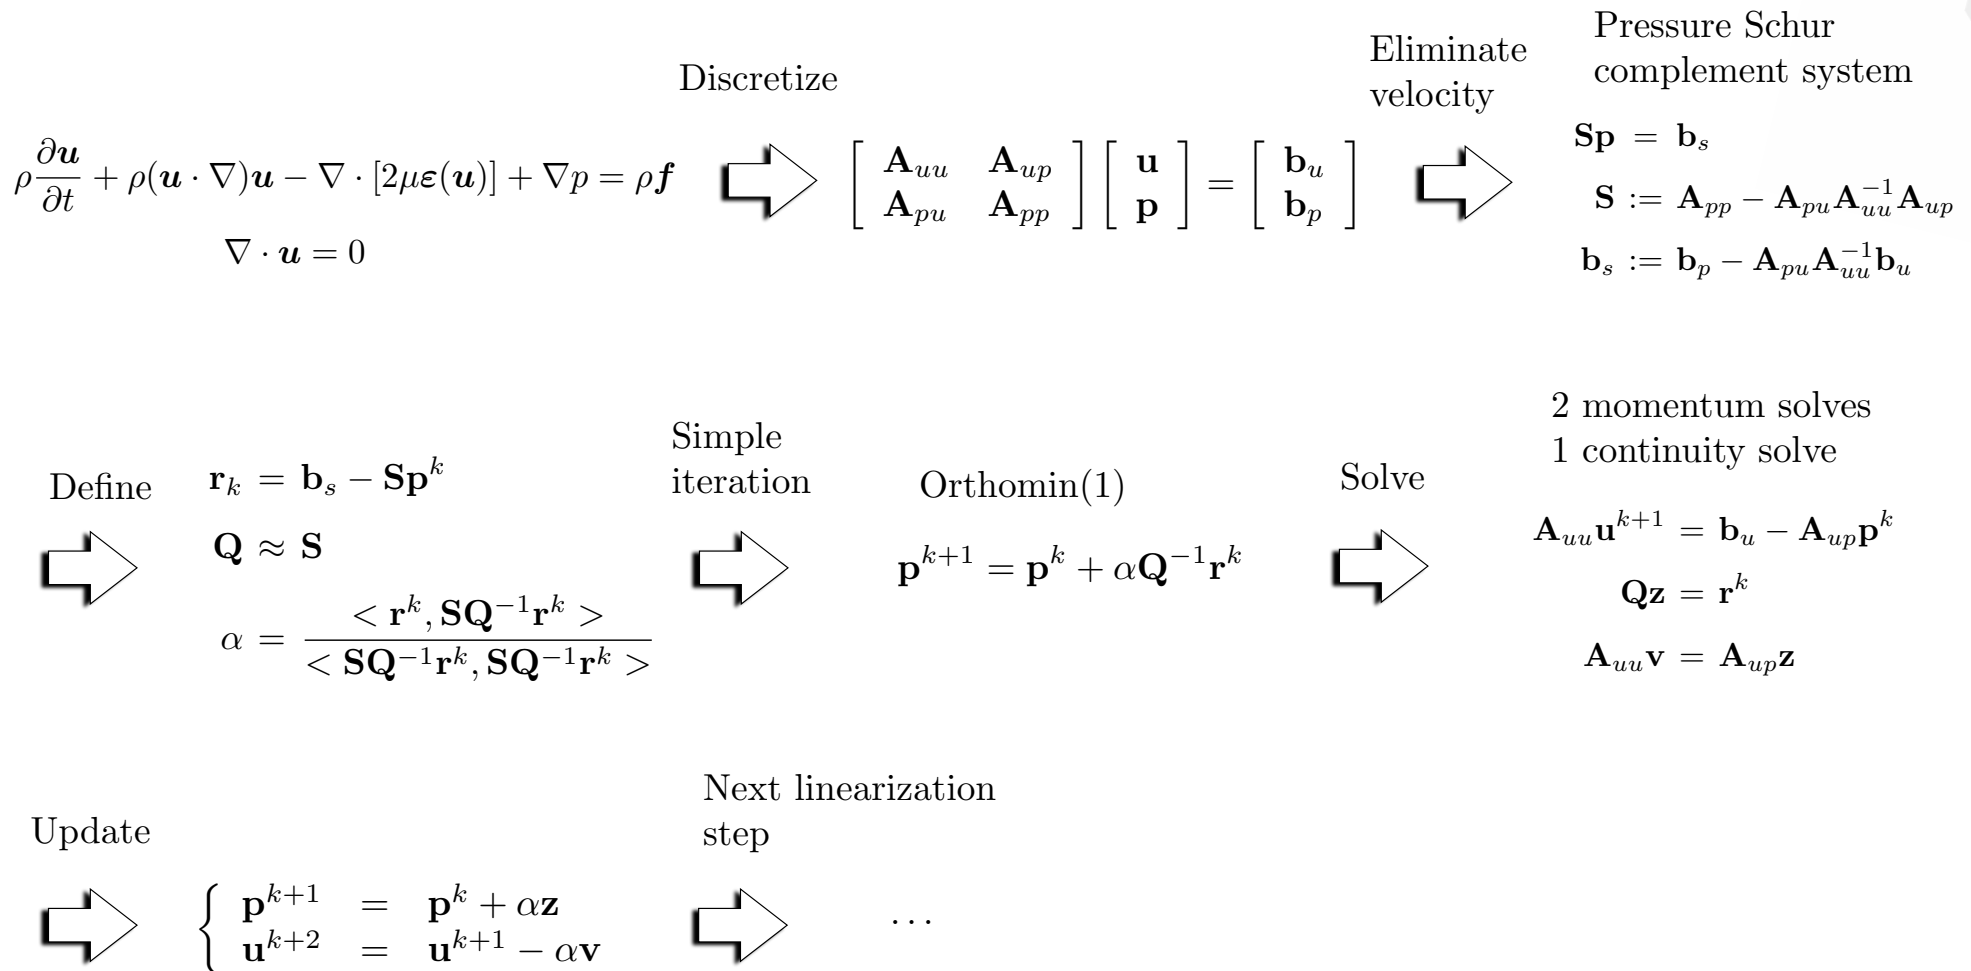 Discretize
Eliminate
velocity
Pressure Schur
complement system
ρ ∂u/∂t + ρ(u · ∇)u − ∇ · [2με(u)] + ∇p = ρf
∇ · u = 0
[ A_uu A_up ; A_pu A_pp ] [ u ; p ] = [ b_u ; b_p ]
Sp = b_s
S := A_pp − A_pu A_uu^{−1} A_up
b_s := b_p − A_pu A_uu^{−1} b_u
Define
r_k = b_s − Sp^k
Q ≈ S
α = < r^k, SQ^{−1}r^k > / < SQ^{−1}r^k, SQ^{−1}r^k >
Simple
iteration
Orthomin(1)
p^{k+1} = p^k + αQ^{−1}r^k
Solve
2 momentum solves
1 continuity solve
A_uu u^{k+1} = b_u − A_up p^k
Qz = r^k
A_uu v = A_up z
Update
{ p^{k+1} = p^k + αz
u^{k+2} = u^{k+1} − αv
Next linearization
step
...